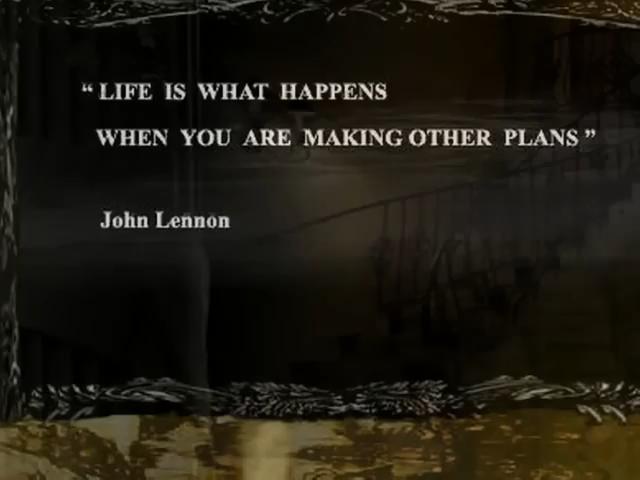 “ LIFE IS WHAT HAPPENS
WHEN YOU ARE MAKING OTHER PLANS ”
John Lennon